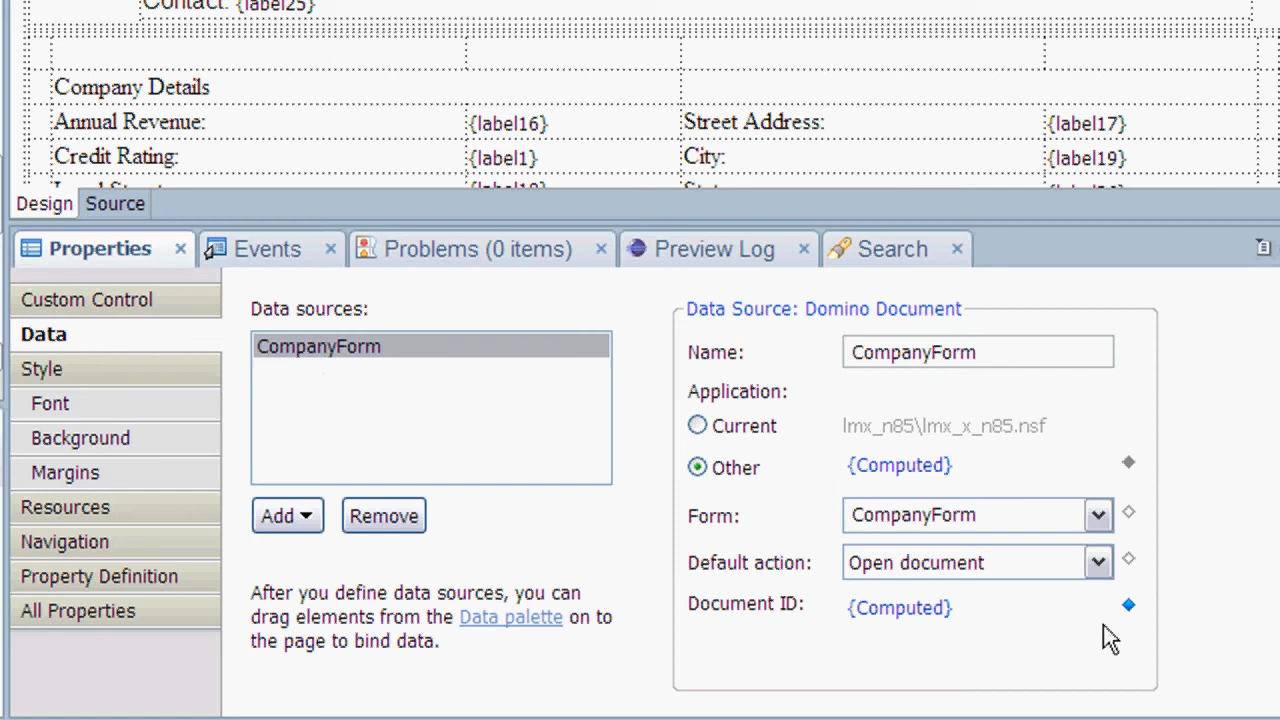 Contact: {label25}
Company Details
Annual Revenue: {label16} Street Address: {label17}
Credit Rating: {label1} City: {label19}
Design Source
Properties Events Problems (0 items) Preview Log Search
Custom Control
Data
Style
Font
Background
Margins
Resources
Navigation
Property Definition
All Properties
Data sources:
CompanyForm
Add Remove
After you define data sources, you can
drag elements from the Data palette on to
the page to bind data.
Data Source: Domino Document
Name: CompanyForm
Application:
Current lmx_n85\lmx_x_n85.nsf
Other {Computed}
Form: CompanyForm
Default action: Open document
Document ID: {Computed}